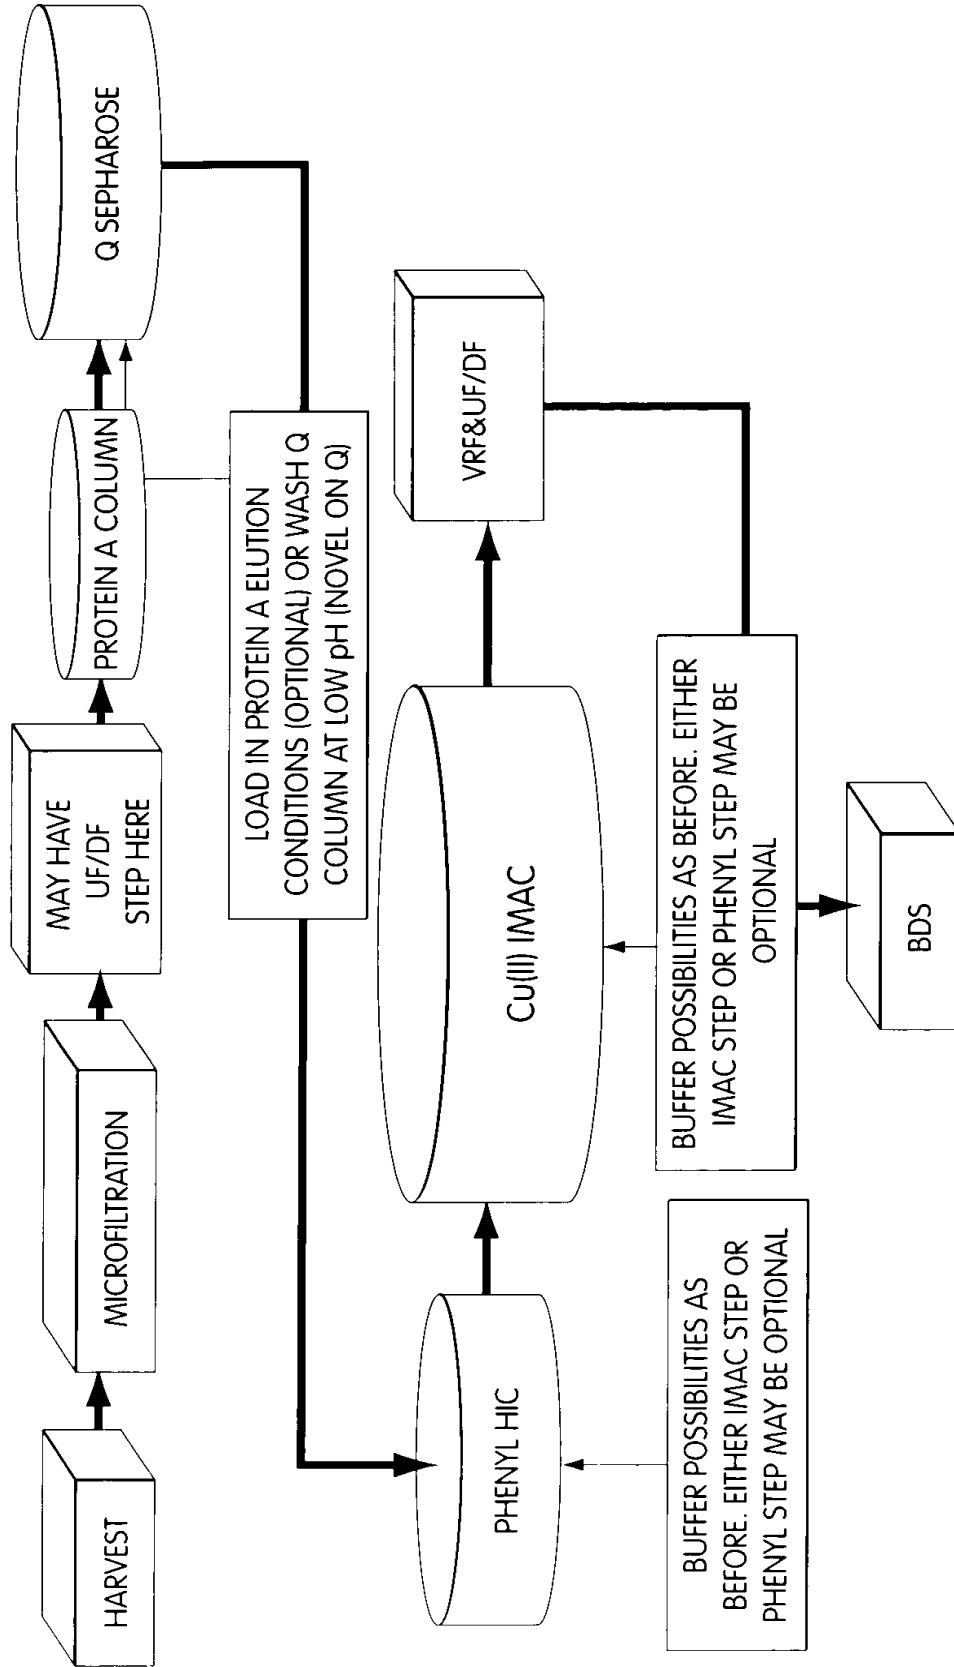 HARVEST
MICROFILTRATION
MAY HAVE
UF/DF
STEP HERE
PROTEIN A COLUMN
Q SEPHAROSE
LOAD IN PROTEIN A ELUTION
CONDITIONS (OPTIONAL) OR WASH Q
COLUMN AT LOW pH (NOVEL ON Q)
PHENYL HIC
Cu(II) IMAC
VRF&UF/DF
BUFFER POSSIBILITIES AS
BEFORE. EITHER IMAC STEP OR
PHENYL STEP MAY BE OPTIONAL
BUFFER POSSIBILITIES AS BEFORE. EITHER
IMAC STEP OR PHENYL STEP MAY BE
OPTIONAL
BDS